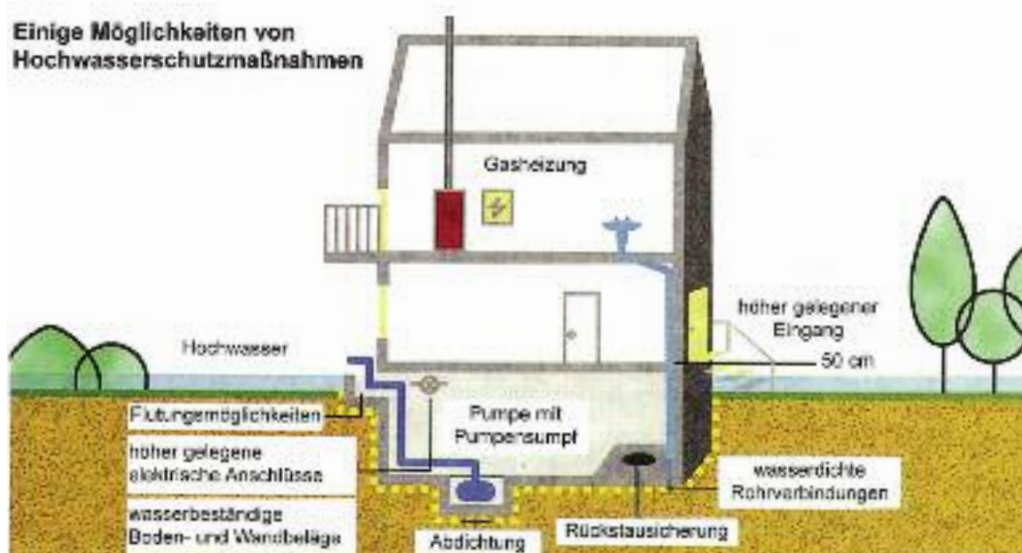 Einige Möglichkeiten von
Hochwasserschutzmaßnahmen
Gasheizung
höher gelegener
Eingang
50 cm
Hochwasser
Flutungsmöglichkeiten
höher gelegene
elektrische Anschlüsse
wasserbeständige
Boden- und Wandbeläge
Pumpe mit
Pumpensumpf
Abdichtung
Rückstausicherung
wasserdichte
Rohrverbindungen